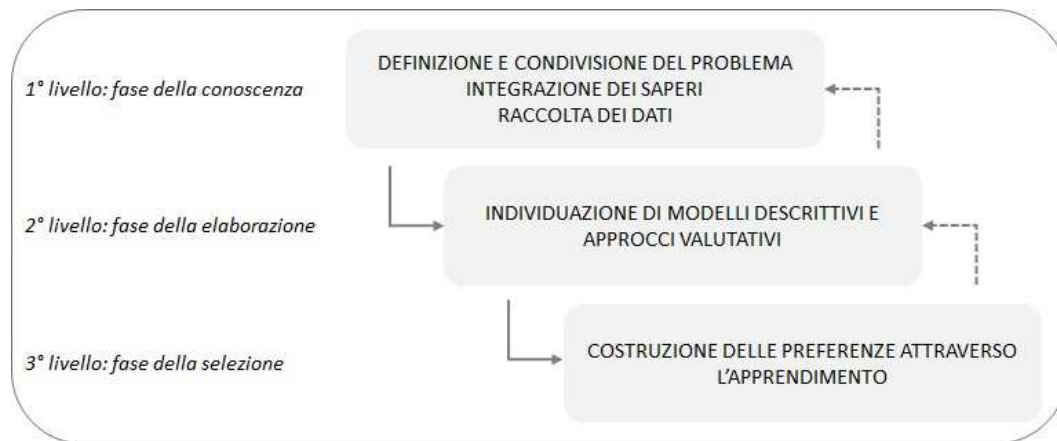 1° livello: fase della conoscenza
DEFINIZIONE E CONDIVISIONE DEL PROBLEMA
INTEGRAZIONE DEI SAPERI
RACCOLTA DEI DATI
2° livello: fase della elaborazione
INDIVIDUAZIONE DI MODELLI DESCRITTIVI E
APPROCCI VALUTATIVI
3° livello: fase della selezione
COSTRUZIONE DELLE PREFERENZE ATTRAVERSO
L'APPRENDIMENTO